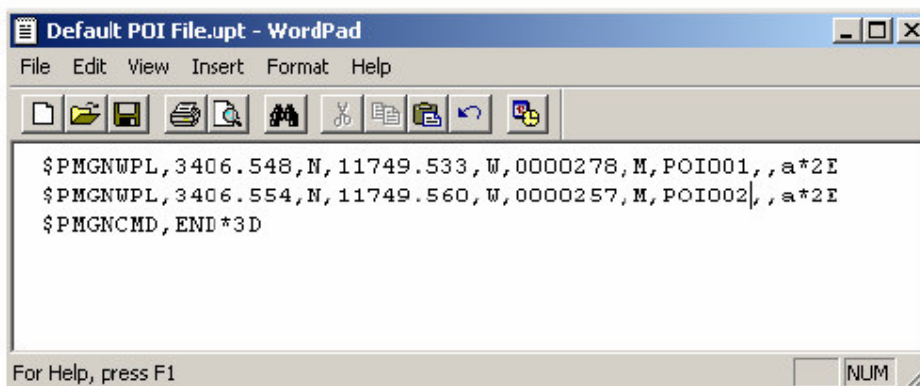 Default POI File.upt - WordPad
File Edit View Insert Format Help
$PMGNWPL,3406.548,N,11749.533,W,0000278,M,POI001,,a*2E
$PMGNWPL,3406.554,N,11749.560,W,0000257,M,POI002,,a*2E
$PMGNCMD,END*3D
For Help, press F1
NUM